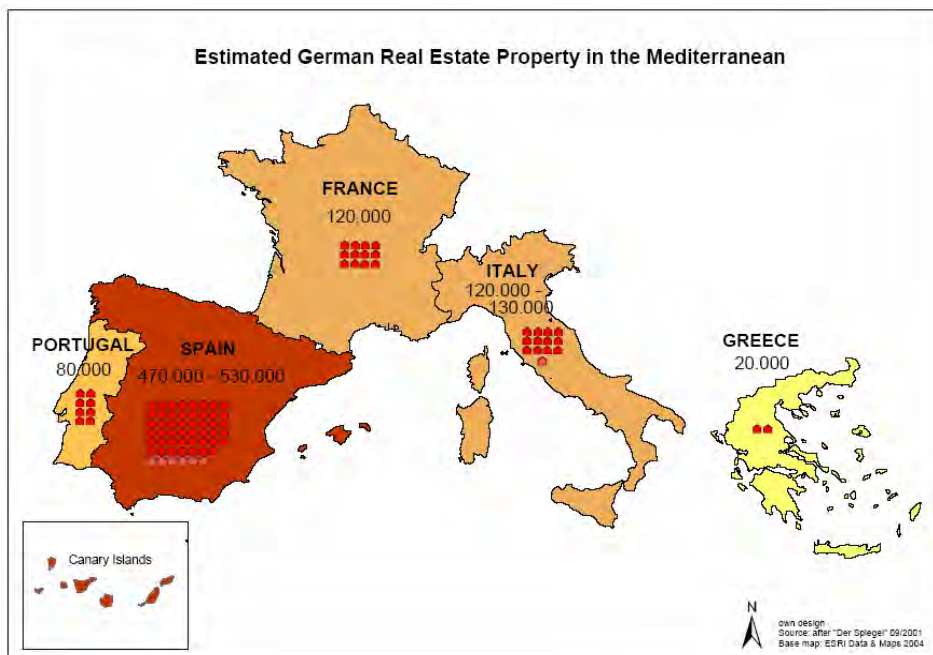 Estimated German Real Estate Property in the Mediterranean
FRANCE
120.000
ITALY
120.000 -
130.000
PORTUGAL
80.000
SPAIN
470.000 - 530.000
GREECE
20.000
Canary Islands
N
own design
Source: after "Der Spiegel" 09/2001
Base map: ESRI Data & Maps 2004